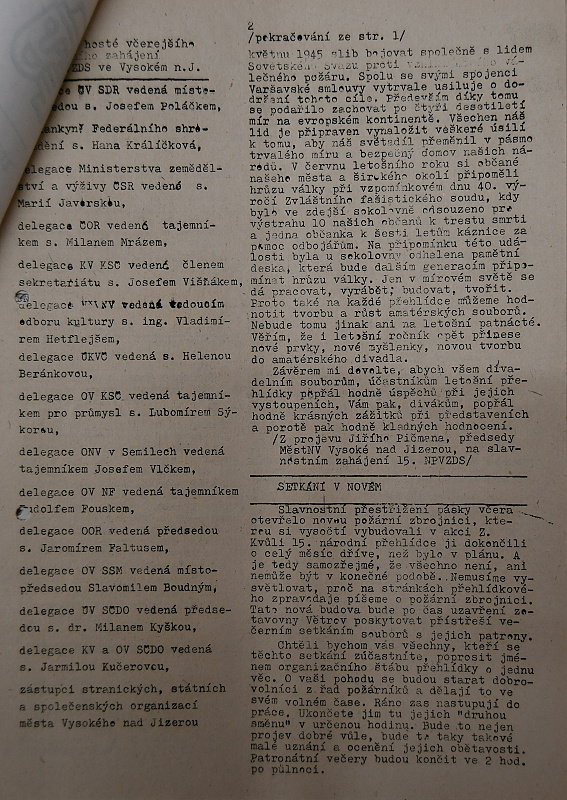 hosté včerejšího
zahájení
ZDS ve Vysokém n.J.
ce ÚV SDR vedená místo-
edou s. Josefem Poláčkem,
ankyně Federálního shro-
dění s. Hana Králíčková,
elegace Ministerstva zeměděl-
ství a výživy ČSR vedené s.
Marií Javorskou,
delegace ČOR vedené tajemní-
kem s. Milanem Mrázem,
delegace KV KSČ vedené členem
sekretariátu s. Josefem Višňákem,
delegace NV vedená vedoucím
odboru kultury s. ing. Vladimí-
rem Hetflejšem,
delegace ÚKVČ vedená s. Helenou
Beránkovou,
delegace OV KSČ vedená tajemní-
kem pro průmysl s. Lubomírem Sý-
korou,
delegace ONV v Semilech vedená
tajemníkem Josefem Vlčkem,
delegace OV NF vedená tajemníkem
Rudolfem Fouskem,
delegace OOR vedená předsedou
s. Jaromírem Faltusem,
delegace OV SSM vedená místo-
předsedou Slavomilem Boudným,
delegace ÚV SČDO vedená předse-
dou s. dr. Milanem Kyškou,
delegace KV a OV SČDO vedená
s. Jarmilou Kučerovou,
zástupci stranických, státních
a společenských organizací
města Vysokého nad Jizerou
2
/pokračování ze str. 1/
květnu 1945 slib bojovat společně s lidem
Sovětského svazu proti vá-
lečného požáru. Spolu se svými spojenci
Varšavské smlouvy vytrvale usiluje o do-
držení tohoto cíle. Především díky tomu
se podařilo zachovat po čtyři desetiletí
mír na evropském kontinentě. Všechen náš
lid je připraven vynaložit veškeré úsilí
k tomu, aby náš světadíl přeměnil v pásmo
trvalého míru a bezpečný domov našich ná-
rodů. V červnu letošního roku si občané
našeho města a širokého okolí připoměli
hrůzu války při vzpomínkovém dnu 40. vý-
ročí Zvláštního fašistického soudu, kdy
bylo ve zdejší sokolovně odsouzeno pro
výstrahu 10 našich občanů k trestu smrti
a jedna občanka k šesti letům káznice za
pomoc odbojářům. Na připomínku této udá-
losti byla u sokolovny odhalena pamětní
deska, která bude dalším generacím připo-
mínat hrůzu války. Jen v mírovém světě se
dá pracovat, vyrábět, budovat, tvořit.
Proto také na každé přehlídce můžeme hod-
notit tvorbu a růst amatérských souborů.
Nebude tomu jinak ani na letošní patnácté.
Věřím, že i letošní ročník opět přinese
nové prvky, nové myšlenky, novou tvorbu
do amatérského divadla.
Závěrem mi dovolte, abych všem diva-
delním souborům, účastníkům letošní pře-
hlídky popřál hodně úspěchů při jejich
vystoupeních, Vám pak, divákům, popřál
hodně krásných zážitků při představeních
a porotě pak hodně kladných hodnocení.
/Z projevu Jiřího Pičmana, předsedy
MěstNV Vysoké nad Jizerou, na slav-
nostním zahájení 15. NPVZDS/
SETKÁNÍ V NOVÉM
Slavnostní přestřižení pásky včera
otevřelo novou požární zbrojnici, kte-
rou si vysočtí vybudovali v akci Z.
Kvůli 15. národní přehlídce ji dokončili
o celý měsíc dříve, než bylo v plánu. A
je tedy samozřejmé, že všechno není, ani
nemůže být v konečné podobě. Nemusíme vy-
světlovat, proč na stránkách přehlídkové-
ho zpravodaje píšeme o požární zbrojnici.
Tato nová budova bude po čas uzavření zo-
tavovny Větrov poskytovat přístřeší ve-
černím setkáním souborů s jejich patrony.
Chtěli bychom vás všechny, kteří se
těchto setkání zúčastníte, poprosit jmé-
nem organizačního štábu přehlídky o jednu
věc. O vaši pohodu se budou starat dobro-
volníci z řad požárníků a dělají to ve
svém volném čase. Ráno zas nastupují do
práce. Ukončete jim tu jejich "druhou
směnu" v určenou hodinu. Bude to nejen
projev dobré vůle, bude to taky takové
malé uznání a ocenění jejich obětavosti.
Patronátní večery budou končit ve 2 hod.
po půlnoci.